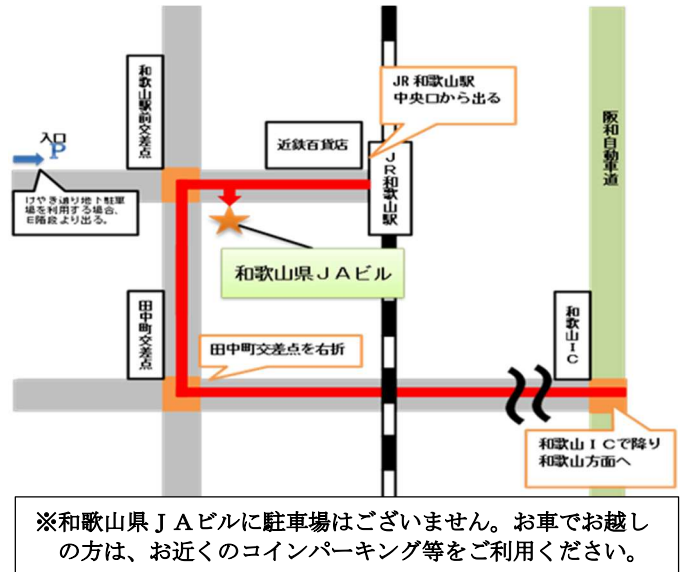 和歌山駅前交差点
JR 和歌山駅
中央口から出る
阪和自動車道
入口
P
近鉄百貨店
JR和歌山駅
けやき通り地下駐車
場を利用する場合、
E階段より出る。
和歌山県JAビル
田中町交差点
田中町交差点を右折
和歌山IC
和歌山ICで降り
和歌山方面へ
※和歌山県JAビルに駐車場はございません。お車でお越し
の方は、お近くのコインパーキング等をご利用ください。